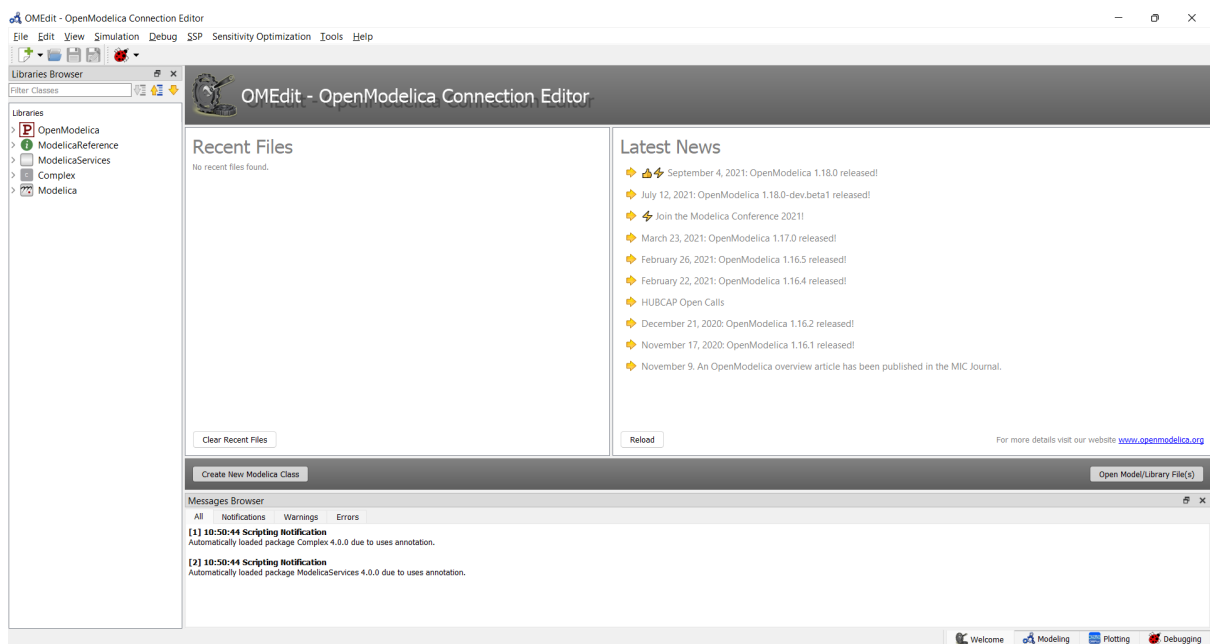 OMEdit - OpenModelica Connection Editor
File Edit View Simulation Debug SSP Sensitivity Optimization Tools Help
Libraries Browser
Filter Classes
Libraries
P OpenModelica
i ModelicaReference
ModelicaServices
C Complex
Modelica
OMEdit - OpenModelica Connection Editor
Recent Files
No recent files found.
Clear Recent Files
Latest News
September 4, 2021: OpenModelica 1.18.0 released!
July 12, 2021: OpenModelica 1.18.0-dev.beta1 released!
Join the Modelica Conference 2021!
March 23, 2021: OpenModelica 1.17.0 released!
February 26, 2021: OpenModelica 1.16.5 released!
February 22, 2021: OpenModelica 1.16.4 released!
HUBCAP Open Calls
December 21, 2020: OpenModelica 1.16.2 released!
November 17, 2020: OpenModelica 1.16.1 released!
November 9. An OpenModelica overview article has been published in the MIC Journal.
Reload
For more details visit our website www.openmodelica.org
Create New Modelica Class
Open Model/Library File(s)
Messages Browser
All Notifications Warnings Errors
[1] 10:50:44 Scripting Notification
Automatically loaded package Complex 4.0.0 due to uses annotation.
[2] 10:50:44 Scripting Notification
Automatically loaded package ModelicaServices 4.0.0 due to uses annotation.
Welcome Modeling Plotting Debugging